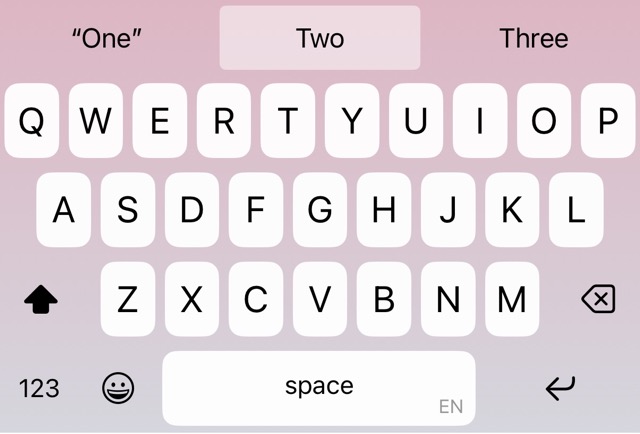 “One” Two Three
Q W E R T Y U I O P
A S D F G H J K L
Z X C V B N M
123 space EN